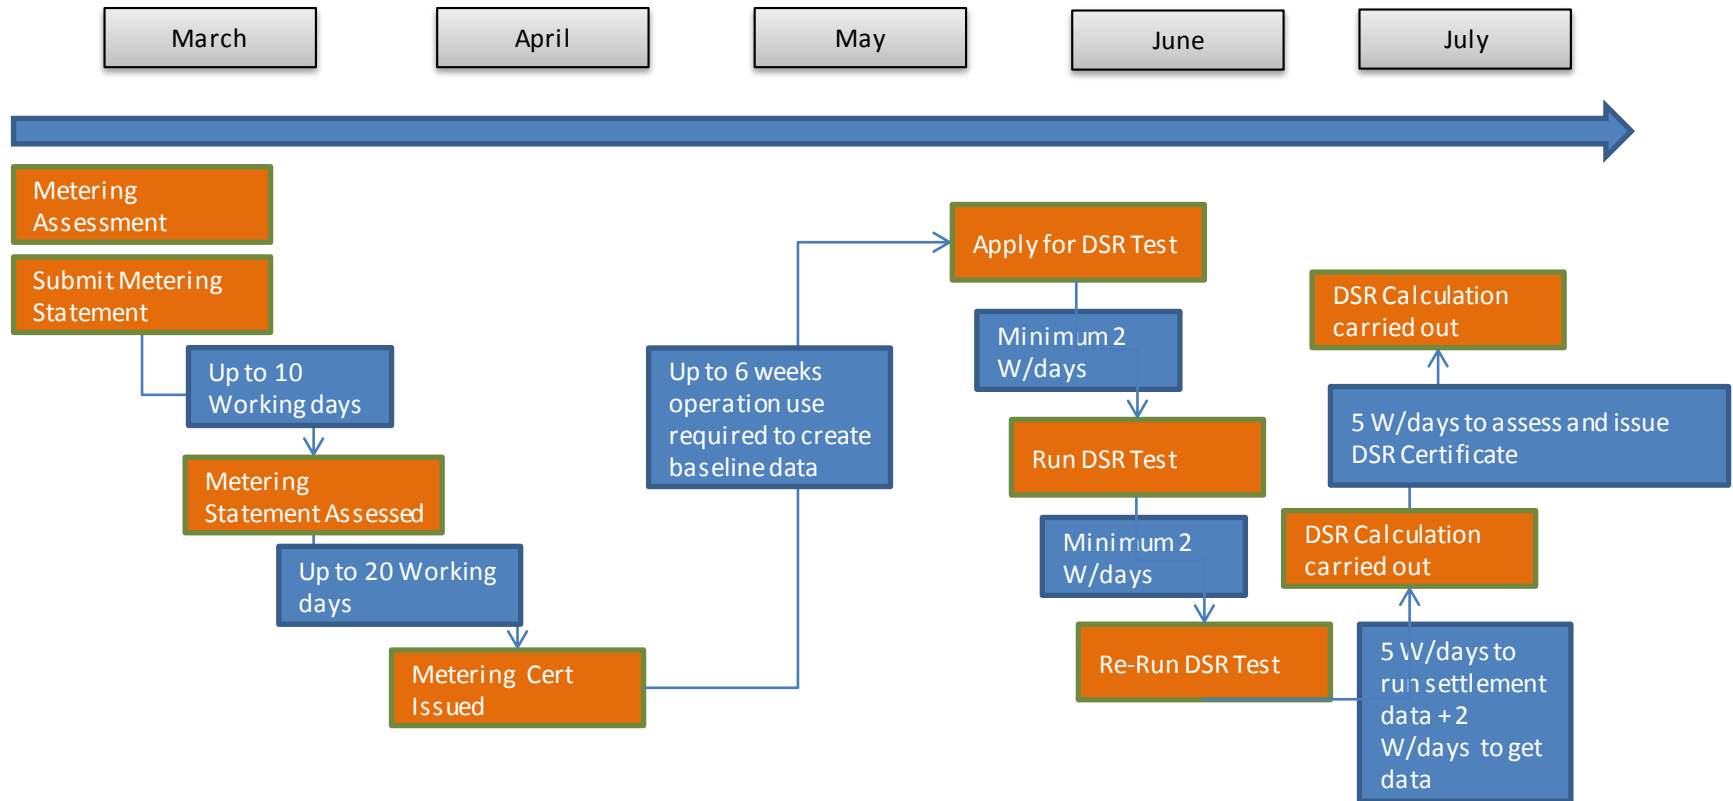 March
April
May
June
July
Metering
Assessment
Submit Metering
Statement
Up to 10
Working days
Metering
Statement Assessed
Up to 20 Working
days
Metering Cert
Issued
Up to 6 weeks
operation use
required to create
baseline data
Apply for DSR Test
Minimum 2
W/days
Run DSR Test
Minimum 2
W/days
Re-Run DSR Test
DSR Calculation
carried out
5 W/days to assess and issue
DSR Certificate
DSR Calculation
carried out
5 W/days to
run settlement
data + 2
W/days to get
data